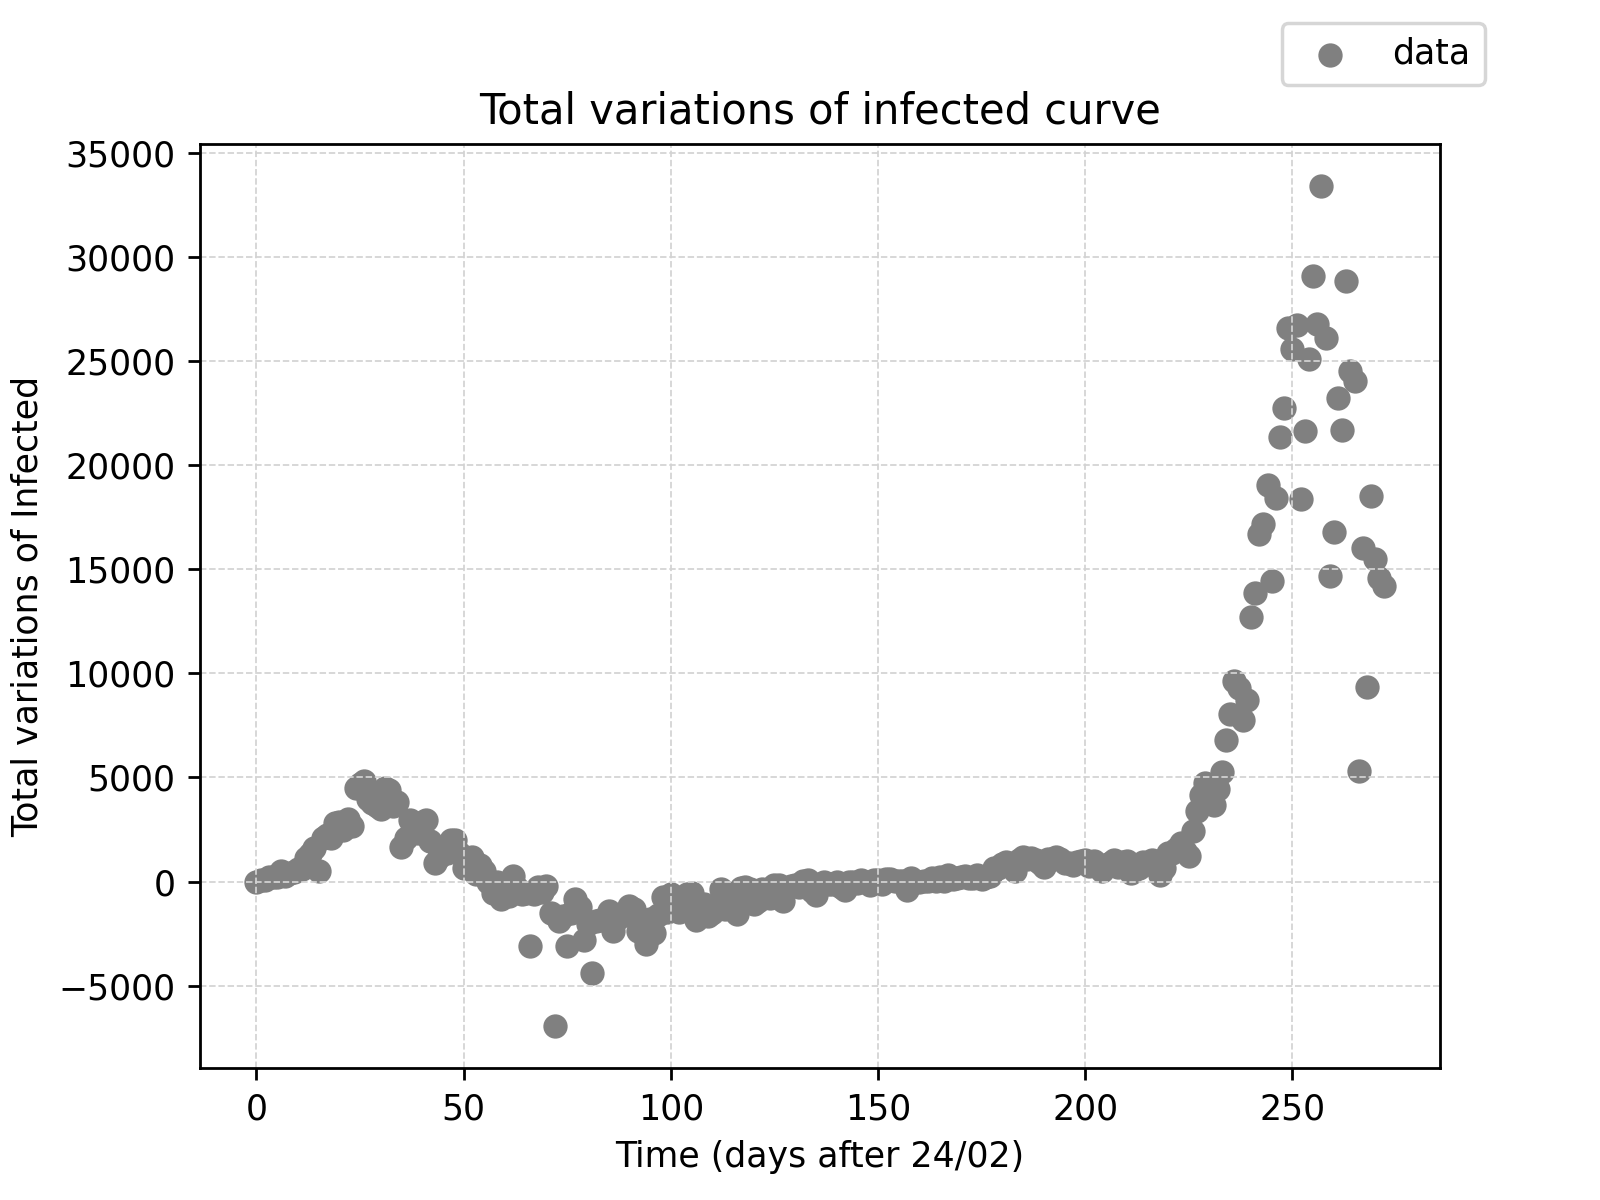 data
Total variations of infected curve
35000
30000
25000
20000
15000
10000
5000
0
−5000
Total variations of Infected
0 50 100 150 200 250
Time (days after 24/02)